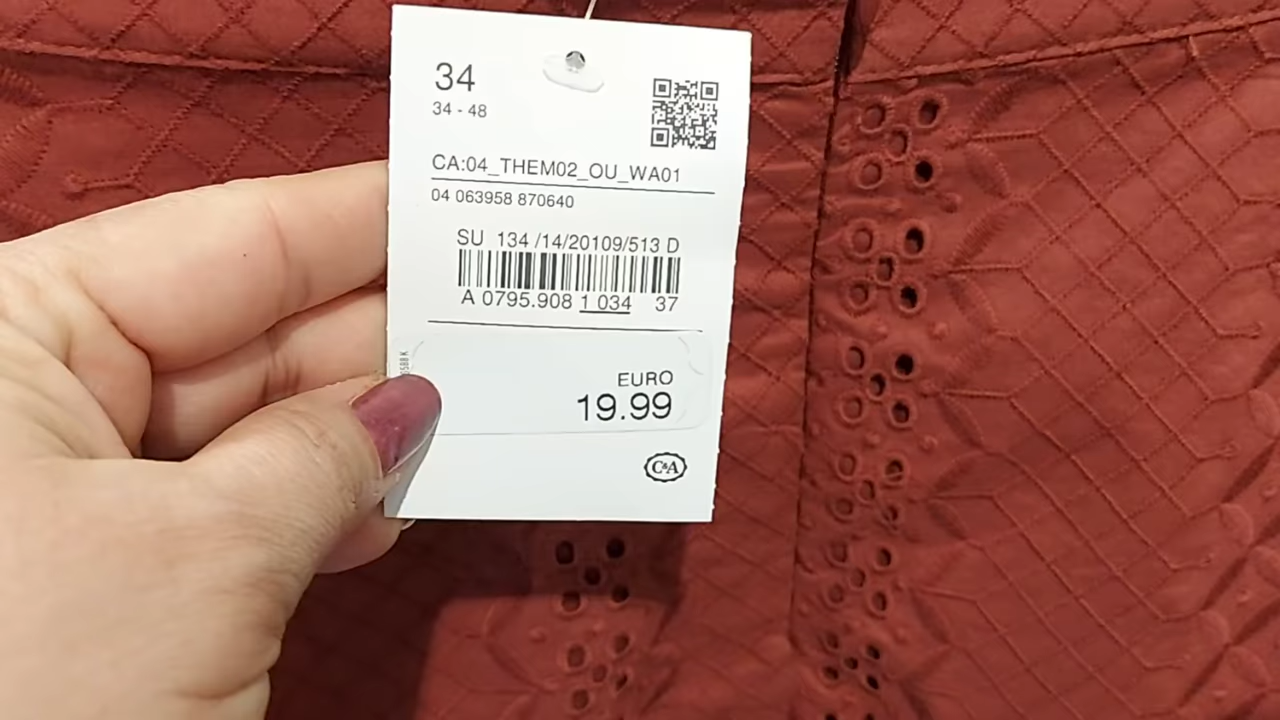 34
34 - 48
CA:04_THEM02_OU_WA01
04 063958 870640
SU 134 /14/20109/513 D
A 0795.908 1 034 37
EURO
19.99
C&A